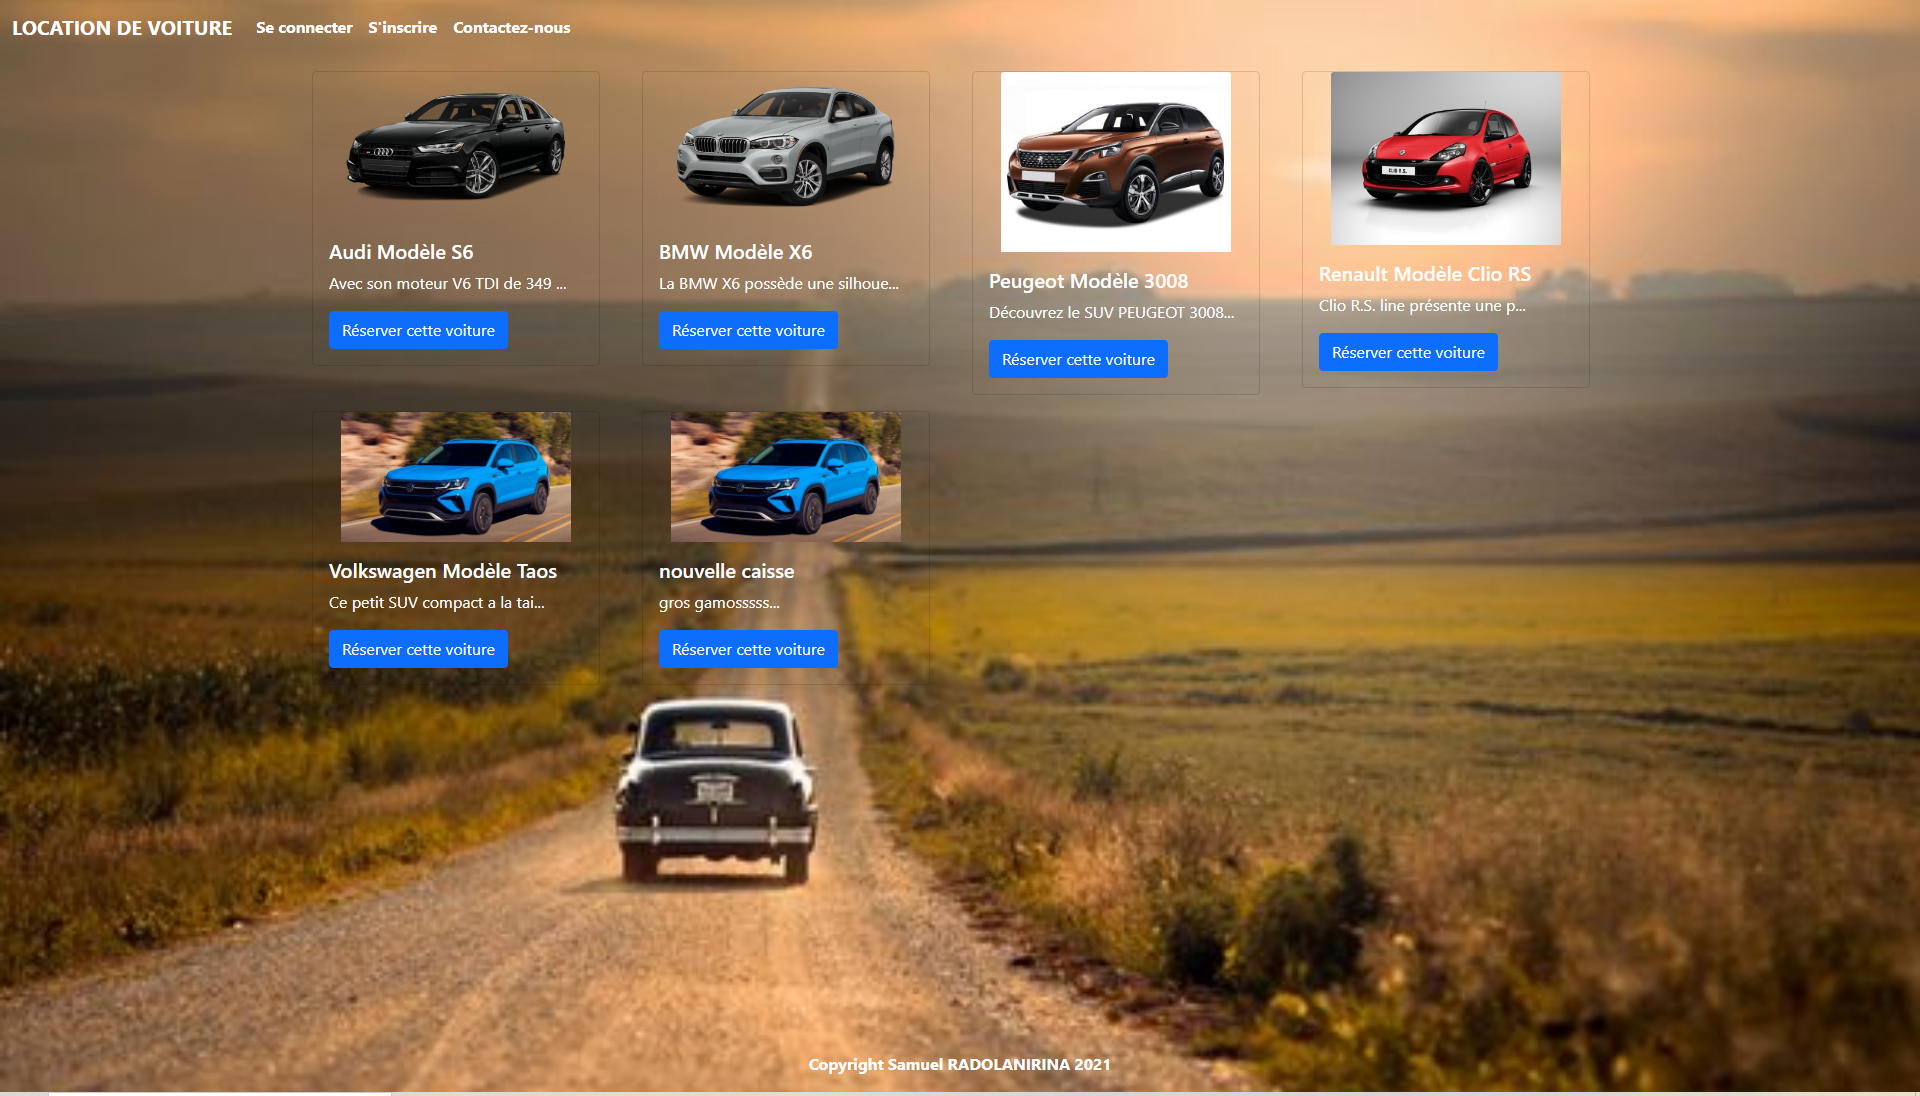 LOCATION DE VOITURE Se connecter S'inscrire Contactez-nous
Audi Modèle S6
Avec son moteur V6 TDI de 349 ...
Réserver cette voiture
BMW Modèle X6
La BMW X6 possède une silhoue...
Réserver cette voiture
Peugeot Modèle 3008
Découvrez le SUV PEUGEOT 3008...
Réserver cette voiture
CLIO R.S.
Renault Modèle Clio RS
Clio R.S. line présente une p...
Réserver cette voiture
Volkswagen Modèle Taos
Ce petit SUV compact a la tai...
Réserver cette voiture
nouvelle caisse
gros gamosssss...
Réserver cette voiture
Copyright Samuel RADOLANIRINA 2021